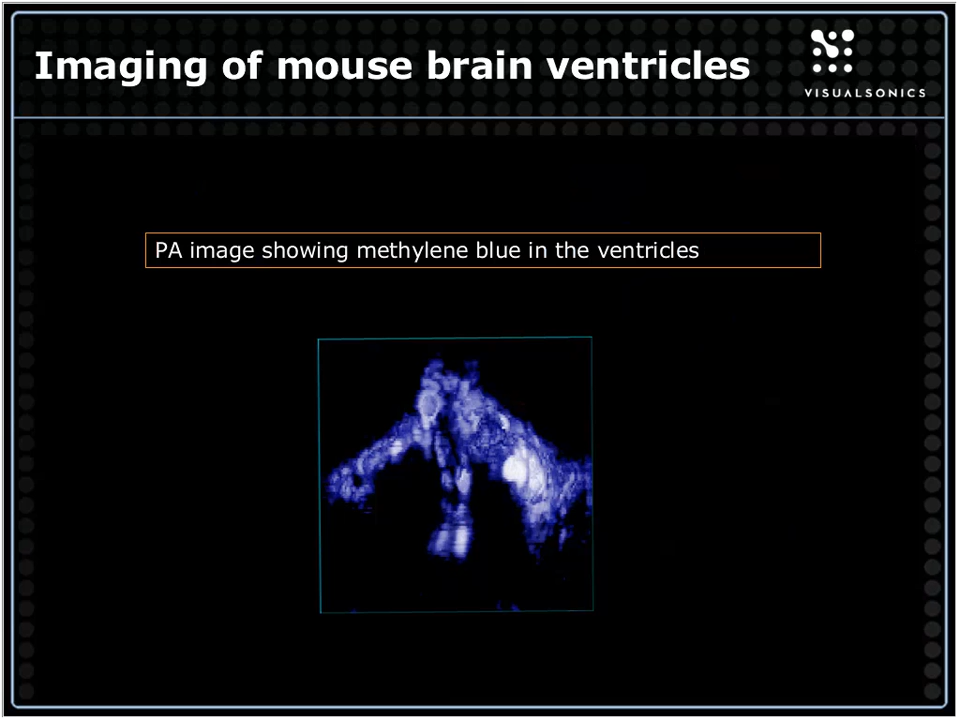 Imaging of mouse brain ventricles
VISUALSONICS
PA image showing methylene blue in the ventricles